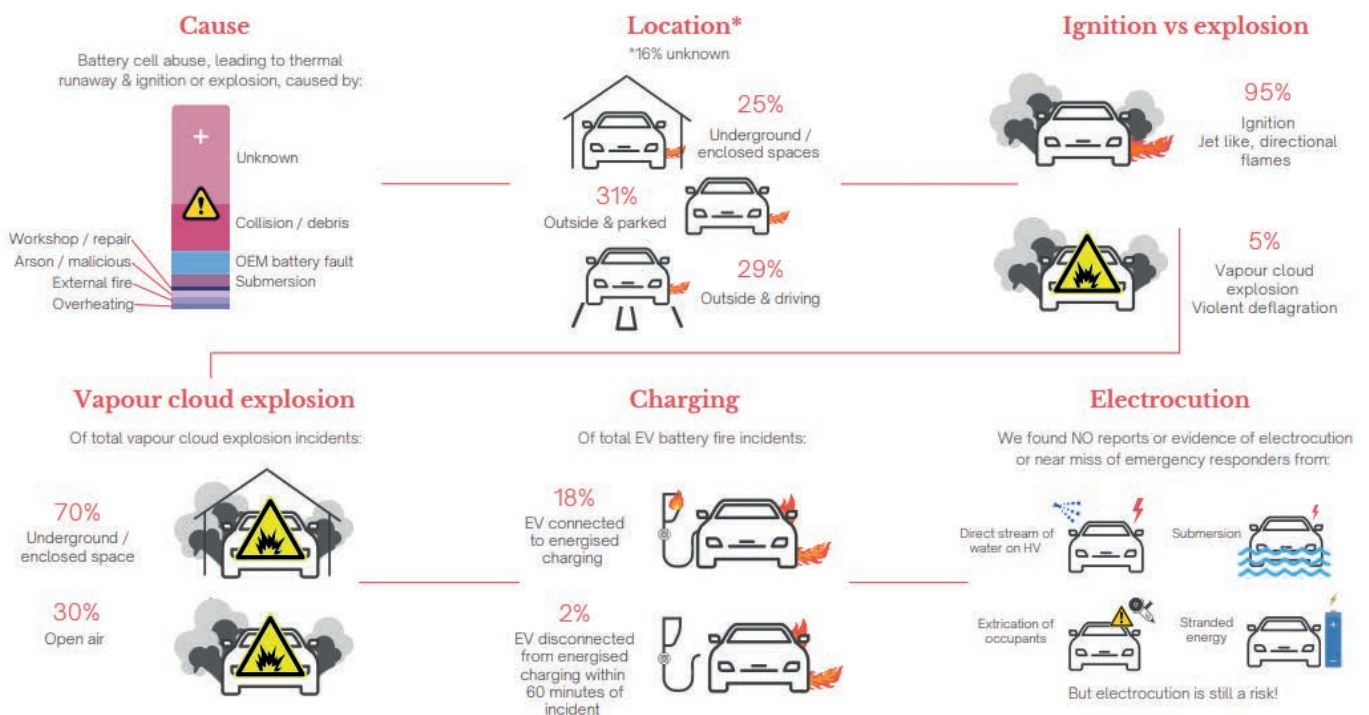 Cause
Battery cell abuse, leading to thermal
runaway & ignition or explosion, caused by:
+
Unknown
!
Collision / debris
Workshop / repair
Arson / malicious
OEM battery fault
External fire
Submersion
Overheating
Location*
*16% unknown
25%
Underground /
enclosed spaces
31%
Outside & parked
29%
Outside & driving
Ignition vs explosion
95%
Ignition
Jet like, directional
flames
5%
Vapour cloud
explosion
Violent deflagration
Vapour cloud explosion
Of total vapour cloud explosion incidents:
70%
Underground /
enclosed space
30%
Open air
Charging
Of total EV battery fire incidents:
18%
EV connected
to energised
charging
2%
EV disconnected
from energised
charging within
60 minutes of
incident
Electrocution
We found NO reports or evidence of electrocution
or near miss of emergency responders from:
Direct stream of
water on HV
Submersion
Extrication of
occupants
!
Stranded
energy
+
−
But electrocution is still a risk!